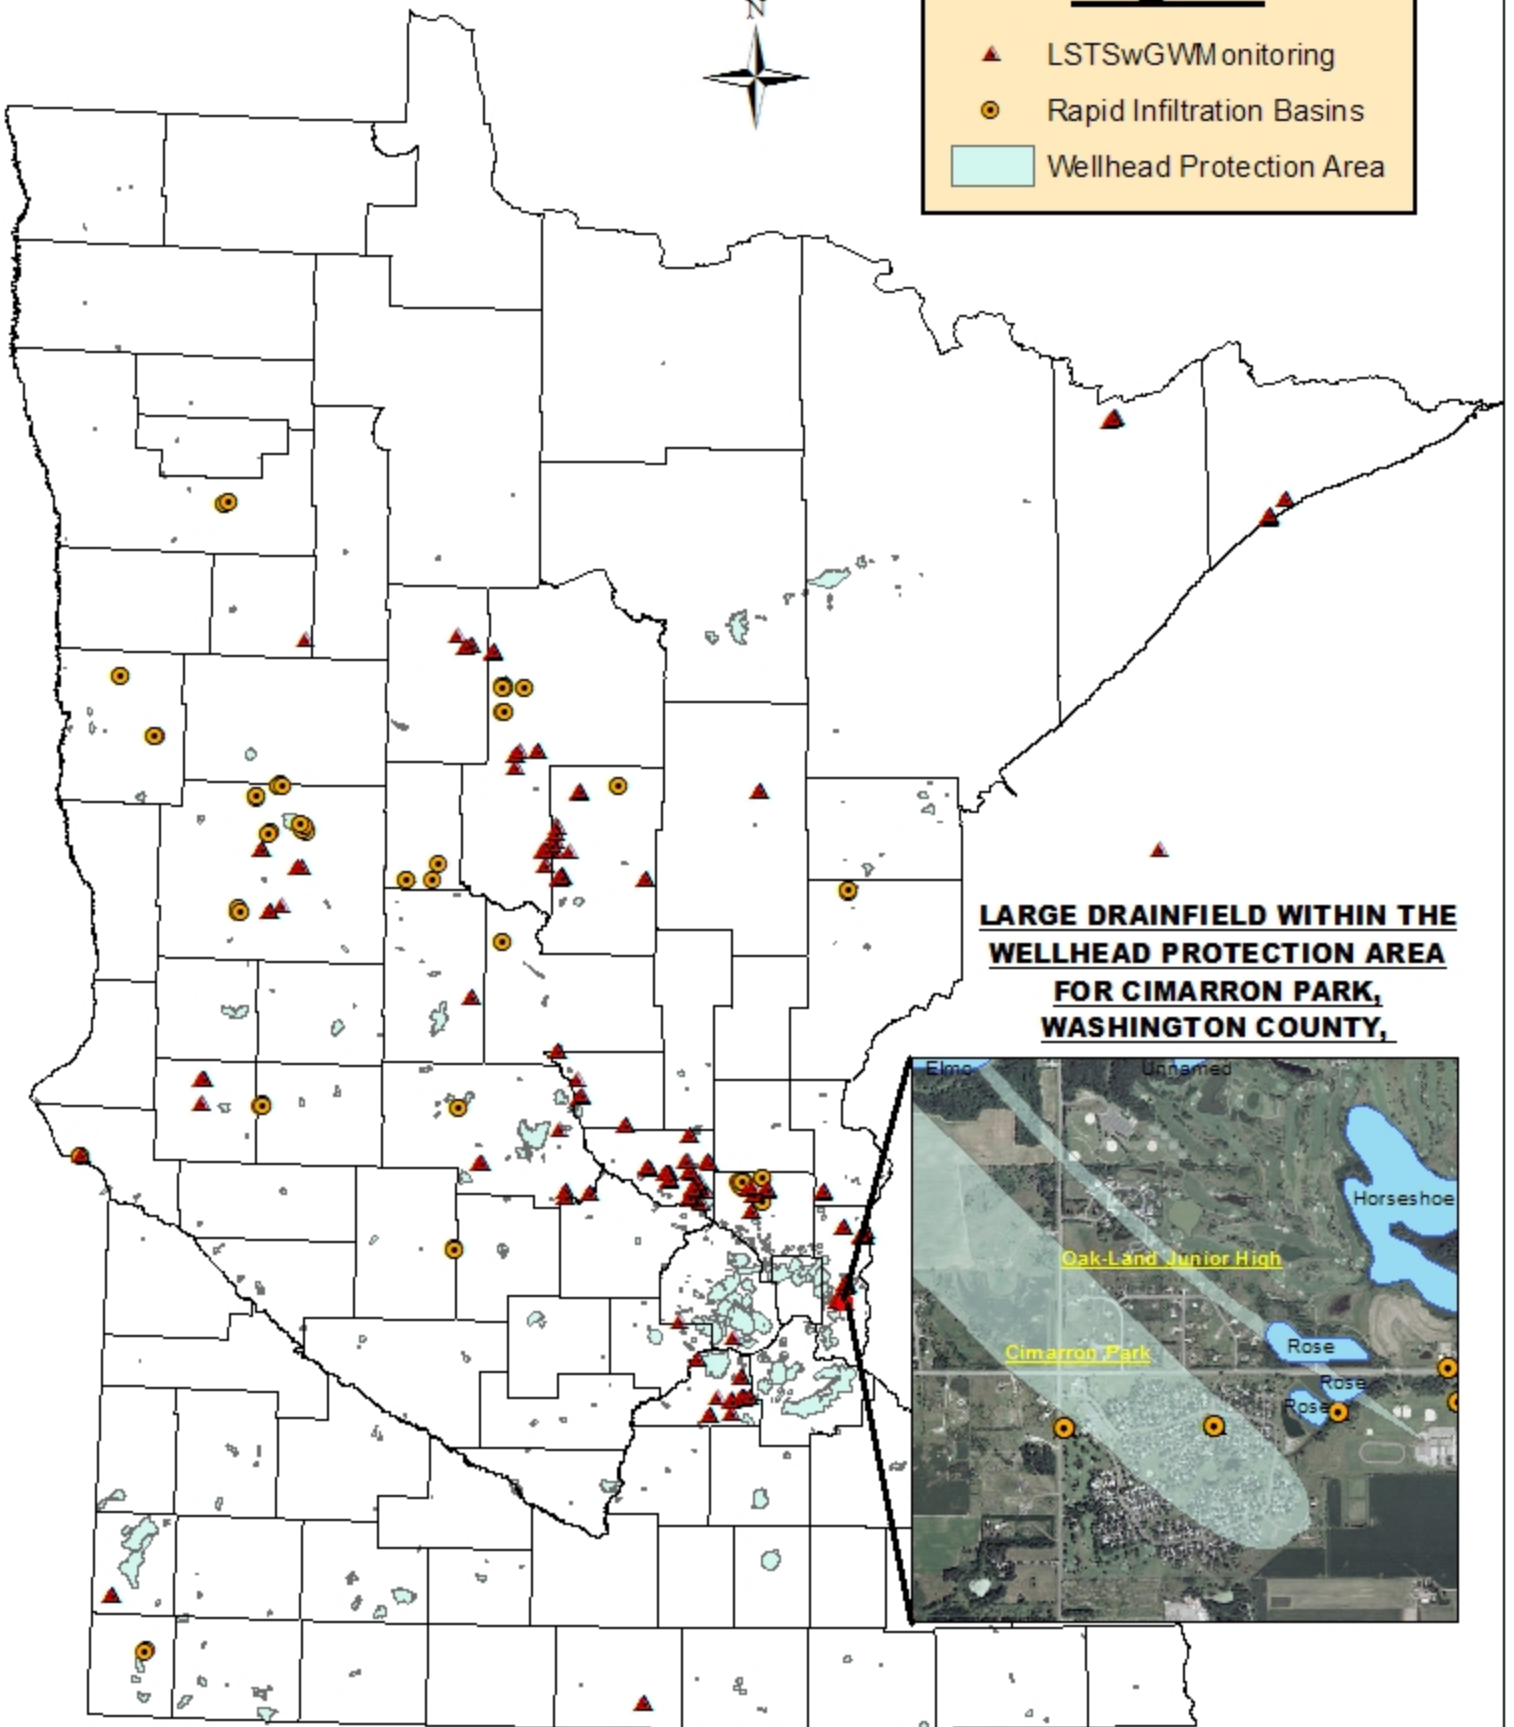 N
LSTSwGWMonitoring
Rapid Infiltration Basins
Wellhead Protection Area
LARGE DRAINFIELD WITHIN THE
WELLHEAD PROTECTION AREA
FOR CIMARRON PARK,
WASHINGTON COUNTY,
Elmo
Unnamed
Horseshoe
Oak-Land Junior High
Rose
Cimarron Park
Rose
Rose